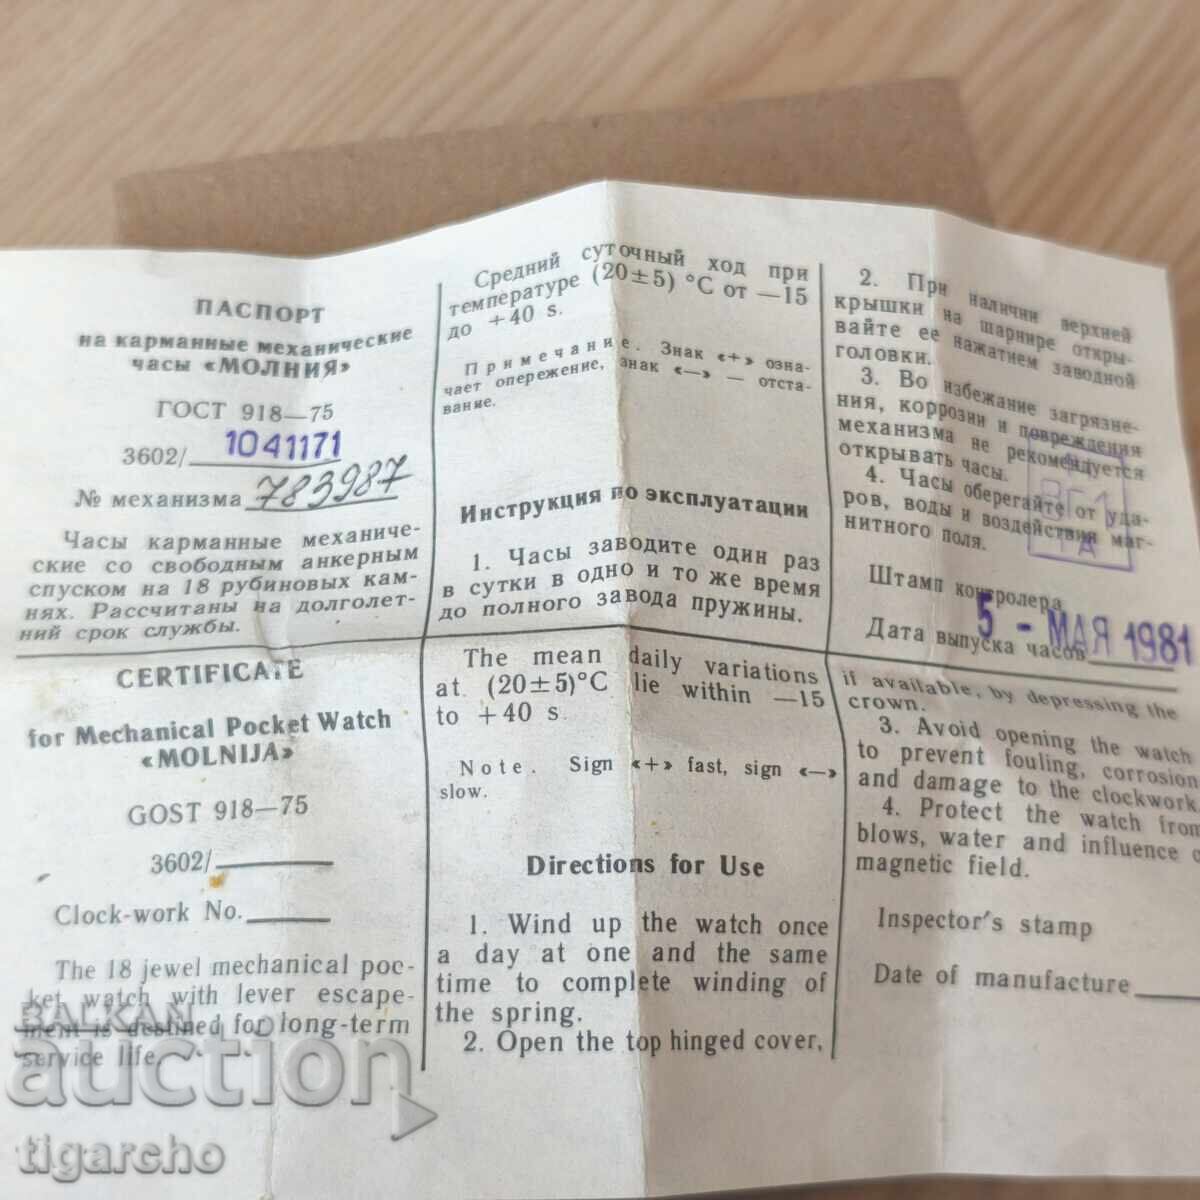 ПАСПОРТ
на карманные механические
часы «МОЛНИЯ»
ГОСТ 918—75
3602/ 1041171
№ механизма 783987
Часы карманные механиче-
ские со свободным анкерным
спуском на 18 рубиновых кам-
нях. Рассчитаны на долголет-
ний срок службы.
Средний суточный ход при
температуре (20±5) °С от —15
до +40 s.
Примечание. Знак «+» озна-
чает опережение, знак «—» — отста-
вание.
Инструкция по эксплуатации
1. Часы заводите один раз
в сутки в одно и то же время
до полного завода пружины.
2. При наличии верхней
крышки на шарнире откры-
вайте ее нажатием заводной
головки.
3. Во избежание загрязне-
ния, коррозии и повреждения
механизма не рекомендуется
открывать часы.
4. Часы оберегайте от уда-
ров, воды и воздействия маг-
нитного поля.
Штамп контролера
Дата выпуска часов 5 - МАЯ 1981
CERTIFICATE
for Mechanical Pocket Watch
«MOLNIJA»
GOST 918—75
3602/
Clock-work No.
The 18 jewel mechanical poc-
ket watch with lever escape-
ment is destined for long-term
service life.
The mean daily variations
at (20±5)°C lie within —15
to +40 s.
Note. Sign «+» fast, sign «—»
slow.
Directions for Use
1. Wind up the watch once
a day at one and the same
time to complete winding of
the spring.
2. Open the top hinged cover,
if available, by depressing the
crown.
3. Avoid opening the watch
to prevent fouling, corrosion
and damage to the clockwork
4. Protect the watch from
blows, water and influence o
magnetic field.
Inspector's stamp
Date of manufacture
BALKAN
auction
tigarcho